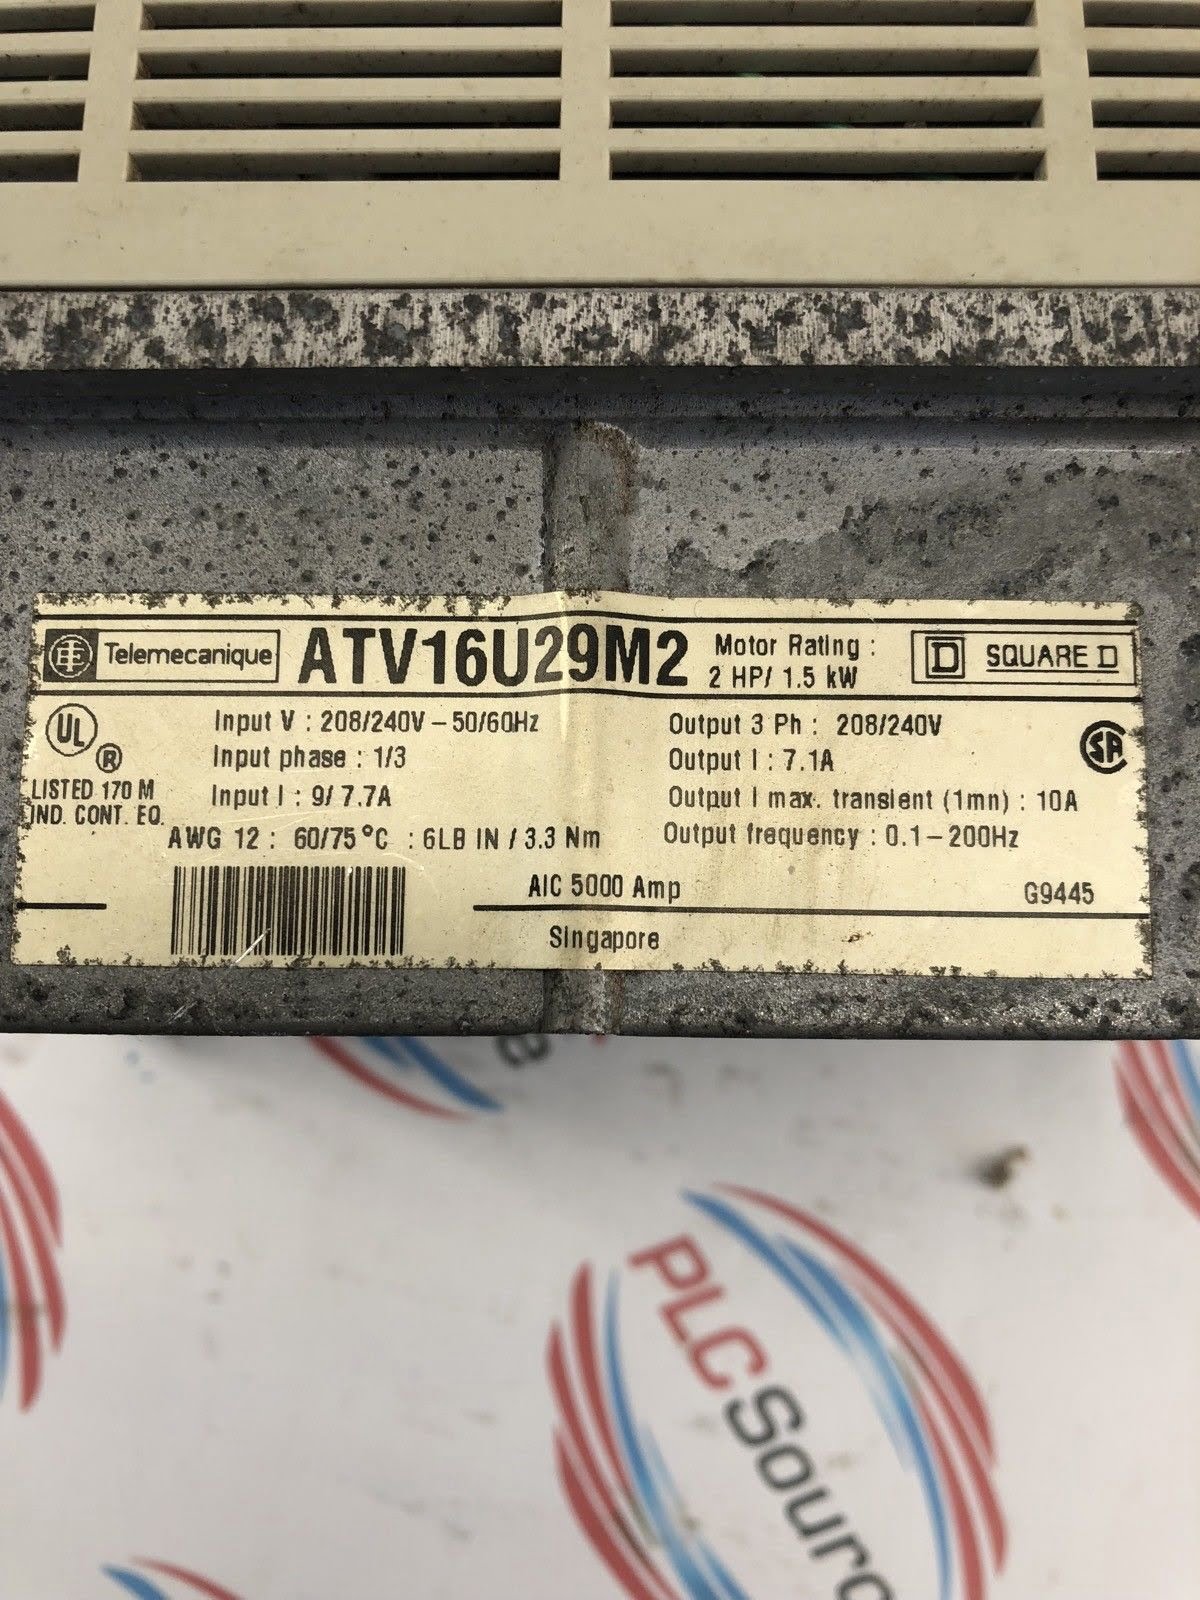 Telemecanique ATV16U29M2 Motor Rating : 2 HP/ 1.5 kW D SQUARE D
UL ® LISTED 170 M IND. CONT. EQ.
Input V : 208/240V - 50/60Hz
Input phase : 1/3
Input I : 9/ 7.7A
AWG 12 : 60/75 °C : 6LB IN / 3.3 Nm
Output 3 Ph : 208/240V
Output I : 7.1A
Output I max. transient (1mn) : 10A
Output frequency : 0.1-200Hz
SA
AIC 5000 Amp
G9445
Singapore
e
PLCSource